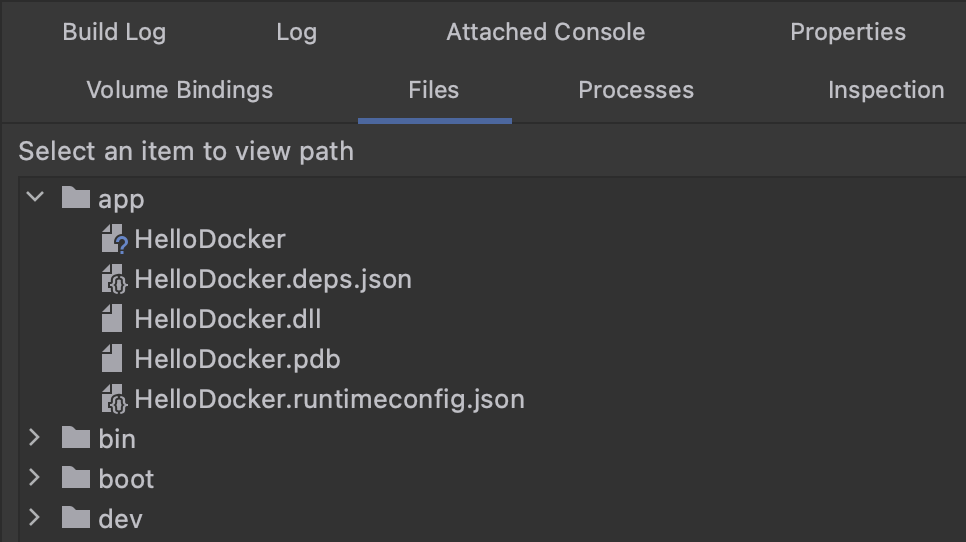 Build Log Log Attached Console Properties
Volume Bindings Files Processes Inspection
Select an item to view path
app
HelloDocker
HelloDocker.deps.json
HelloDocker.dll
HelloDocker.pdb
HelloDocker.runtimeconfig.json
bin
boot
dev